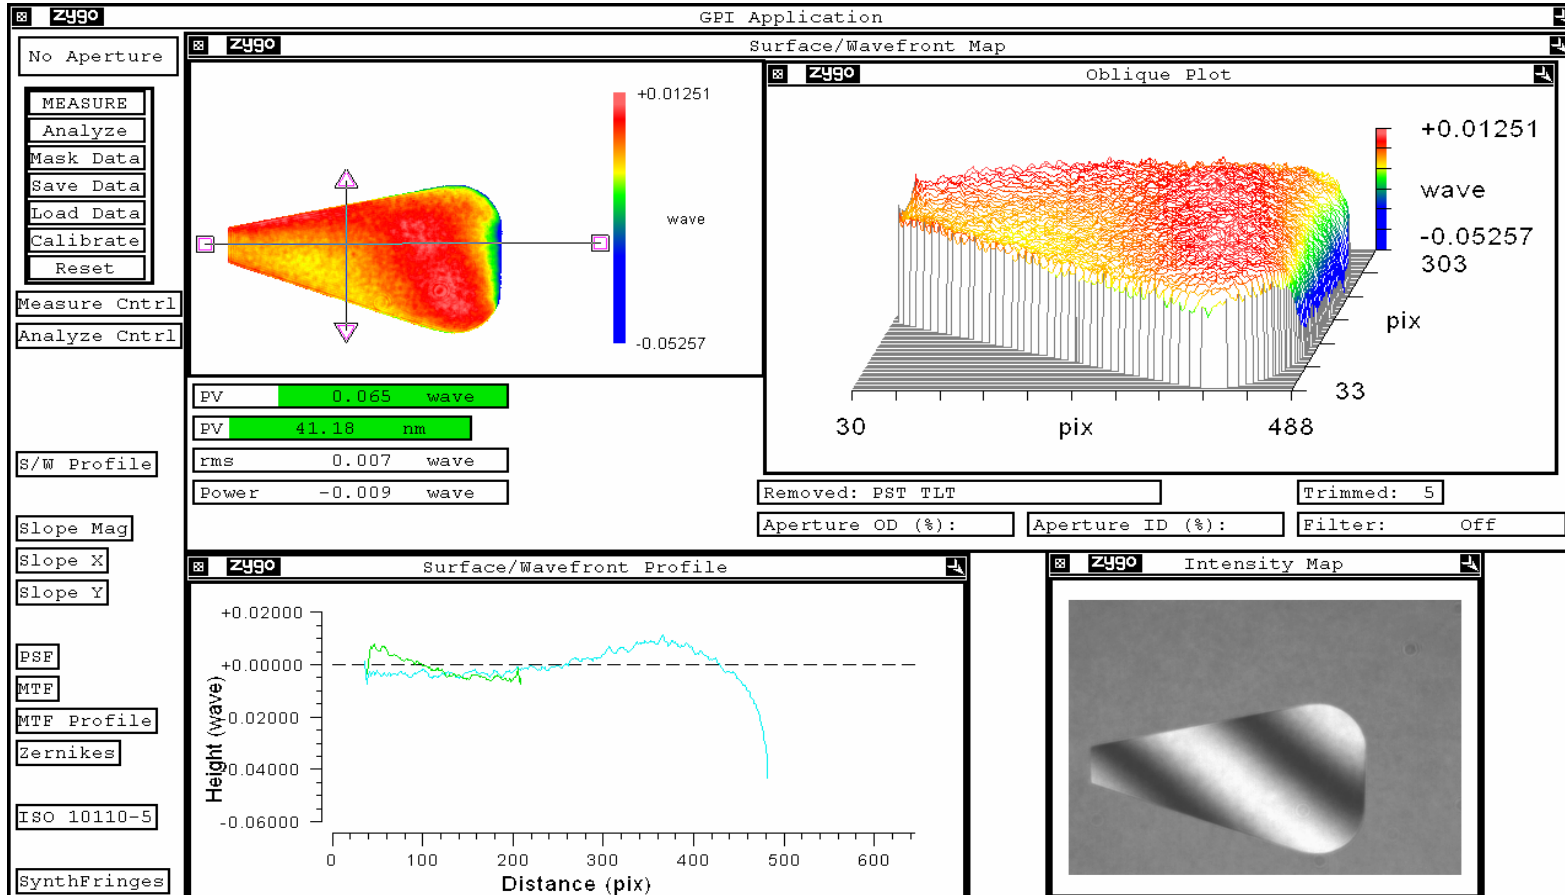 zygo GPI Application
No Aperture
MEASURE
Analyze
Mask Data
Save Data
Load Data
Calibrate
Reset
Measure Cntrl
Analyze Cntrl
S/W Profile
Slope Mag
Slope X
Slope Y
PSF
MTF
MTF Profile
Zernikes
ISO 10110-5
SynthFringes
zygo Surface/Wavefront Map
+0.01251
wave
-0.05257
zygo Oblique Plot
+0.01251
wave
-0.05257
303
pix
33
30 pix 488
PV 0.065 wave
PV 41.18 nm
rms 0.007 wave
Power -0.009 wave
Removed: PST TLT
Trimmed: 5
Aperture OD (%):
Aperture ID (%):
Filter: Off
zygo Surface/Wavefront Profile
+0.02000
+0.00000
-0.02000
-0.04000
-0.06000
Height (wave)
0 100 200 300 400 500 600
Distance (pix)
zygo Intensity Map